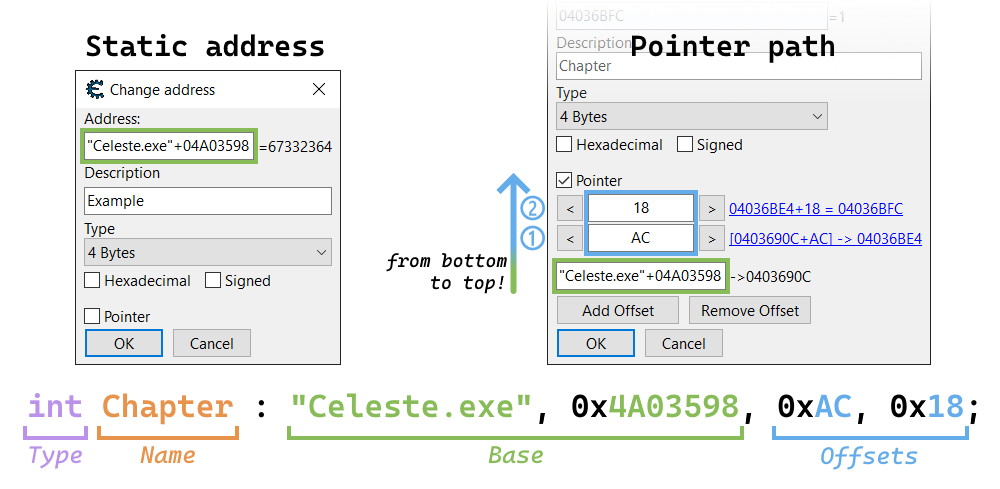 Static address
Change address
Address:
"Celeste.exe"+04A03598 =67332364
Description
Example
Type
4 Bytes
Hexadecimal Signed
Pointer
OK Cancel
04036BFC =1
Description
Pointer path
Chapter
Type
4 Bytes
Hexadecimal Signed
Pointer
< 18 > 04036BE4+18 = 04036BFC
< AC > [0403690C+AC] -> 04036BE4
2
1
from bottom
to top!
"Celeste.exe"+04A03598 ->0403690C
Add Offset Remove Offset
OK Cancel
int Chapter : "Celeste.exe", 0x4A03598, 0xAC, 0x18;
Type Name Base Offsets